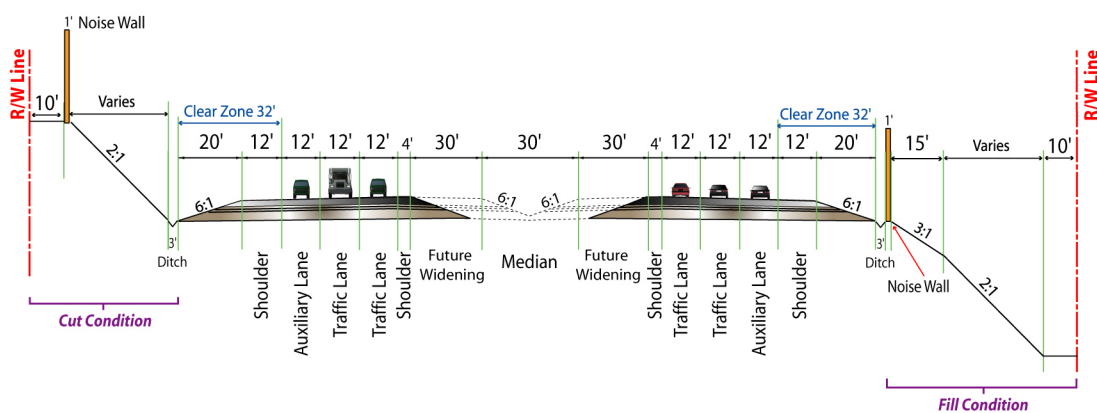 1' Noise Wall
R/W Line
R/W Line
10'
Varies
Clear Zone 32'
Clear Zone 32'
1'
20'
12'
12'
12'
12'
4'
30'
30'
30'
4'
12'
12'
12'
12'
20'
15'
Varies
10'
2:1
6:1
6:1
6:1
6:1
3:1
2:1
3'
Ditch
Shoulder
Auxiliary Lane
Traffic Lane
Traffic Lane
Shoulder
Future
Widening
Median
Future
Widening
Shoulder
Traffic Lane
Traffic Lane
Auxiliary Lane
Shoulder
3'
Ditch
Noise Wall
Cut Condition
Fill Condition